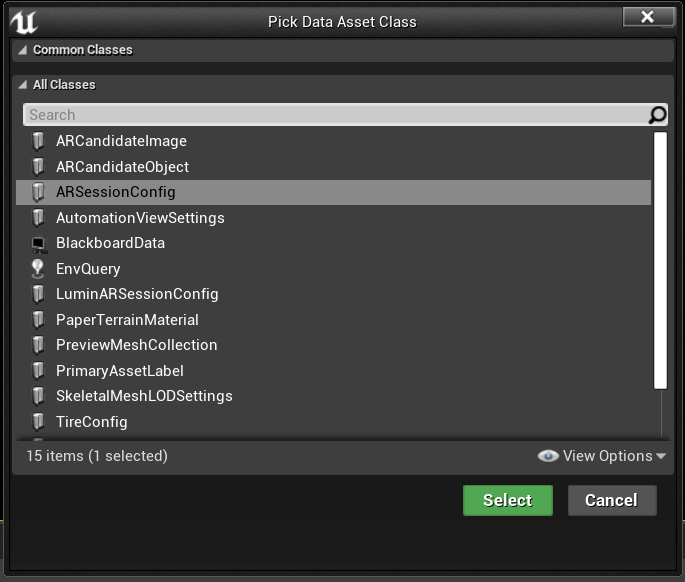 Pick Data Asset Class
Common Classes
All Classes
Search
ARCandidateImage
ARCandidateObject
ARSessionConfig
AutomationViewSettings
BlackboardData
EnvQuery
LuminARSessionConfig
PaperTerrainMaterial
PreviewMeshCollection
PrimaryAssetLabel
SkeletalMeshLODSettings
TireConfig
15 items (1 selected)
View Options
Select
Cancel